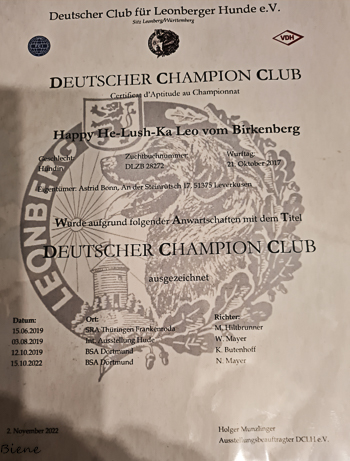 Deutscher Club für Leonberger Hunde e.V.
Sitz Leonberg/Württemberg
VDH
DEUTSCHER CHAMPION CLUB
Certificat d'Aptitude au Championnat
Happy He-Lush-Ka Leo vom Birkenberg
Geschlecht: Zuchtbuchnummer: Wurftag:
Hündin DLZB 28272 21. Oktober 2017
Eigentümer: Astrid Bonn, An der Steinrütsch 17, 51375 Leverkusen
Wurde aufgrund folgender Anwartschaften mit dem Titel
DEUTSCHER CHAMPION CLUB
ausgezeichnet
LEONB
Datum: Ort: Richter:
15.06.2019 SRA Thüringen Frankenroda M. Hiltbrunner
03.08.2019 Int. Ausstellung Hude W. Mayer
12.10.2019 BSA Dortmund K. Butenhoff
15.10.2022 BSA Dortmund N. Mayer
2. November 2022
Holger Munzlinger
Ausstellungsbeauftragter DCLH e.V.
Biene